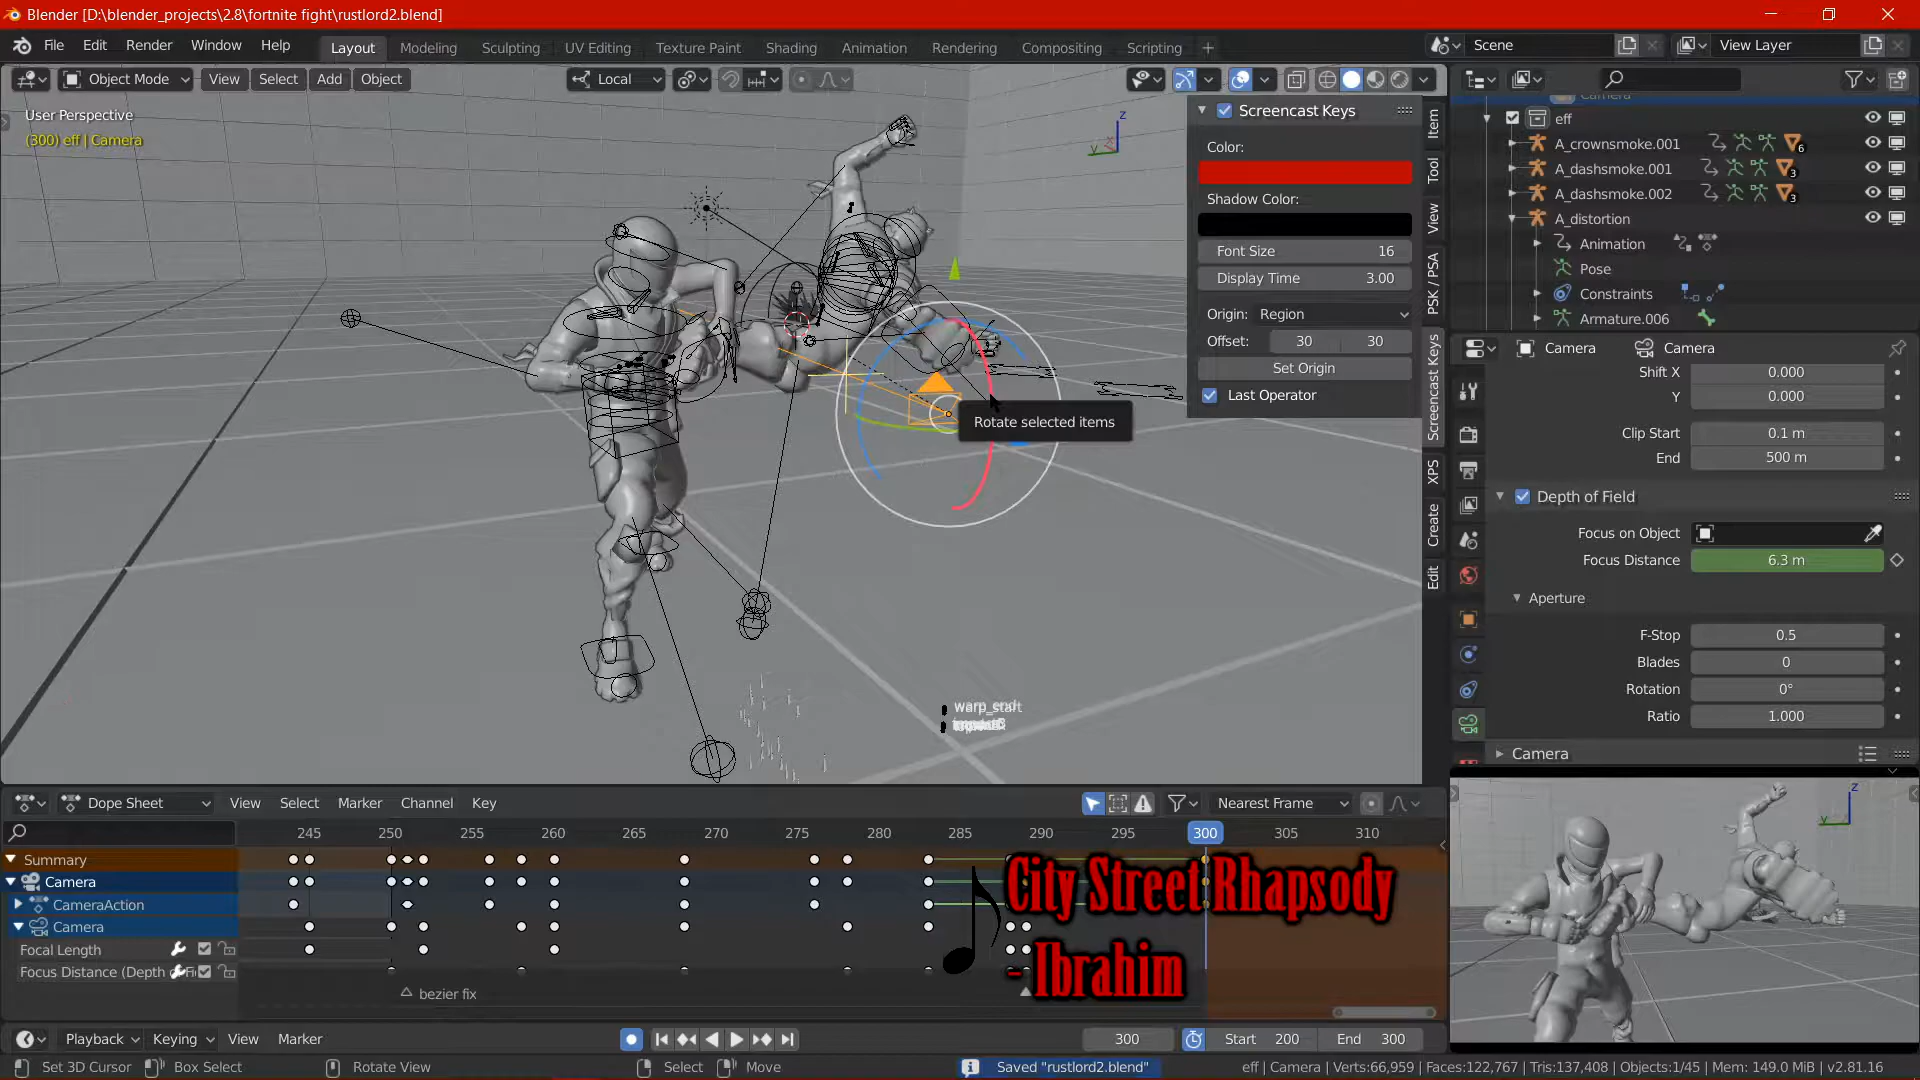 Blender [D:\blender_projects\2.8\fortnite fight\rustlord2.blend]
File Edit Render Window Help Layout Modeling Sculpting UV Editing Texture Paint Shading Animation Rendering Compositing Scripting + Scene View Layer
Object Mode View Select Add Object Local
User Perspective
(300) eff | Camera
Screencast Keys
Color:
Shadow Color:
Font Size 16
Display Time 3.00
Origin: Region
Offset: 30 30
Set Origin
Last Operator
Item
Tool
View
PSK / PSA
Screencast Keys
XPS
Create
Edit
Rotate selected items
warp_start
Camera
eff
A_crownsmoke.001 6
A_dashsmoke.001 3
A_dashsmoke.002 3
A_distortion
Animation
Pose
Constraints
Armature.006
Camera Camera
Shift X 0.000
Y 0.000
Clip Start 0.1 m
End 500 m
Depth of Field
Focus on Object
Focus Distance 6.3 m
Aperture
F-Stop 0.5
Blades 0
Rotation 0°
Ratio 1.000
Camera
z
y
z
y
Dope Sheet View Select Marker Channel Key Nearest Frame
245 250 255 260 265 270 275 280 285 290 295 300 305 310
Summary
Camera
CameraAction
Camera
Focal Length
Focus Distance (Depth
bezier fix
City Street Rhapsody
- Ibrahim
Playback Keying View Marker 300 Start 200 End 300
Set 3D Cursor Box Select Rotate View Select Move Saved "rustlord2.blend" eff | Camera | Verts:66,959 | Faces:122,767 | Tris:137,408 | Objects:1/45 | Mem: 149.0 MiB | v2.81.16